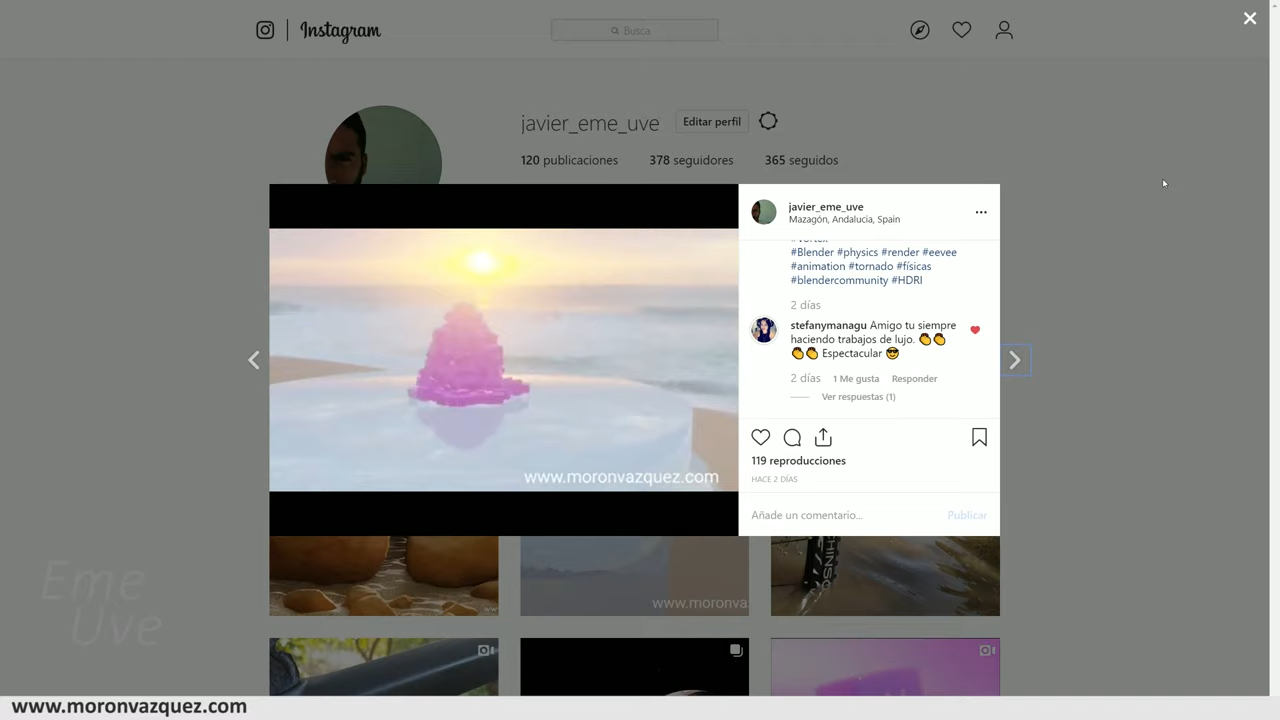 Instagram
Busca
javier_eme_uve
Editar perfil
120 publicaciones 378 seguidores 365 seguidos
javier_eme_uve
Mazagón, Andalucia, Spain
#Blender #physics #render #eevee
#animation #tornado #físicas
#blendercommunity #HDRI
2 días
stefanymanagu Amigo tu siempre
haciendo trabajos de lujo. 👏👏
👏👏 Espectacular 😎
2 días 1 Me gusta Responder
Ver respuestas (1)
119 reproducciones
HACE 2 DÍAS
Añade un comentario...
Publicar
www.moronvazquez.com
www.moronva
Eme
Uve
www.moronvazquez.com